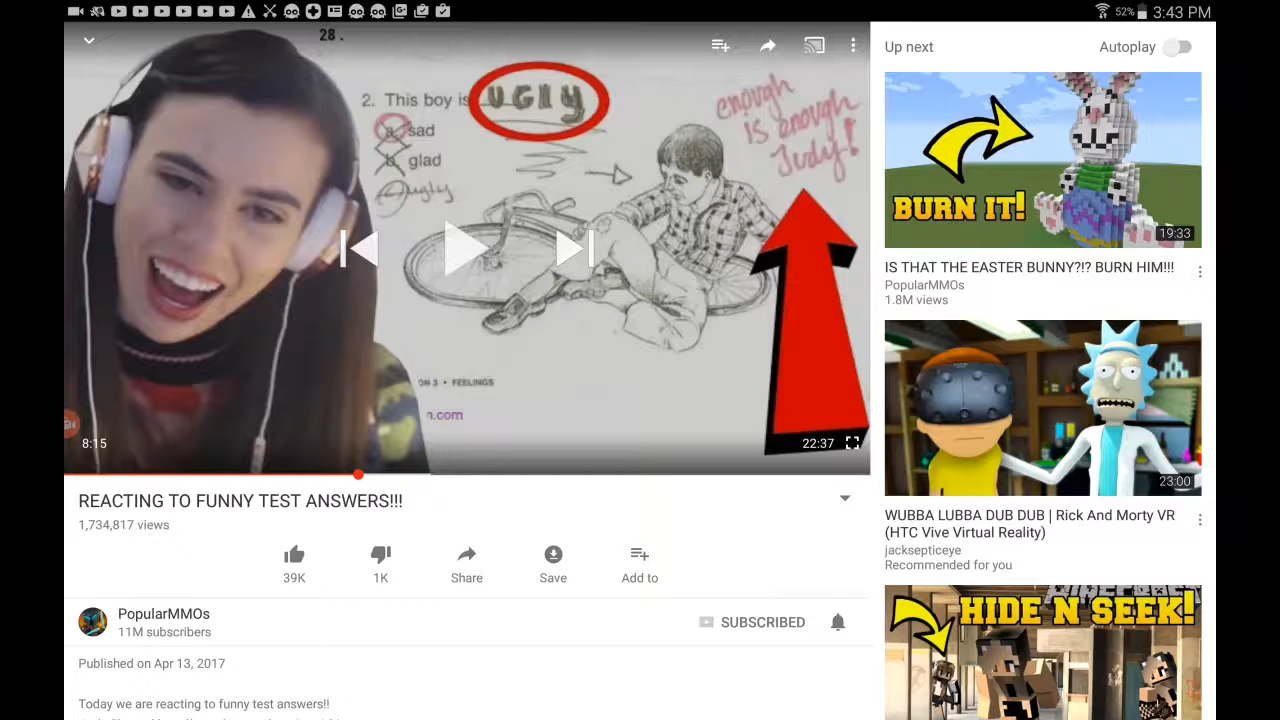 52% 3:43 PM
28 .
2. This boy is UGLY
a. sad
b. glad
ugly
enough
is enough
Judy!
ON 3 • FEELINGS
n.com
8:15
22:37
REACTING TO FUNNY TEST ANSWERS!!!
1,734,817 views
39K
1K
Share
Save
Add to
PopularMMOs
11M subscribers
SUBSCRIBED
Published on Apr 13, 2017
Today we are reacting to funny test answers!!
Up next
Autoplay
BURN IT!
19:33
IS THAT THE EASTER BUNNY?!? BURN HIM!!!
PopularMMOs
1.8M views
23:00
WUBBA LUBBA DUB DUB | Rick And Morty VR
(HTC Vive Virtual Reality)
jacksepticeye
Recommended for you
MINECRAFT
HIDE N SEEK!